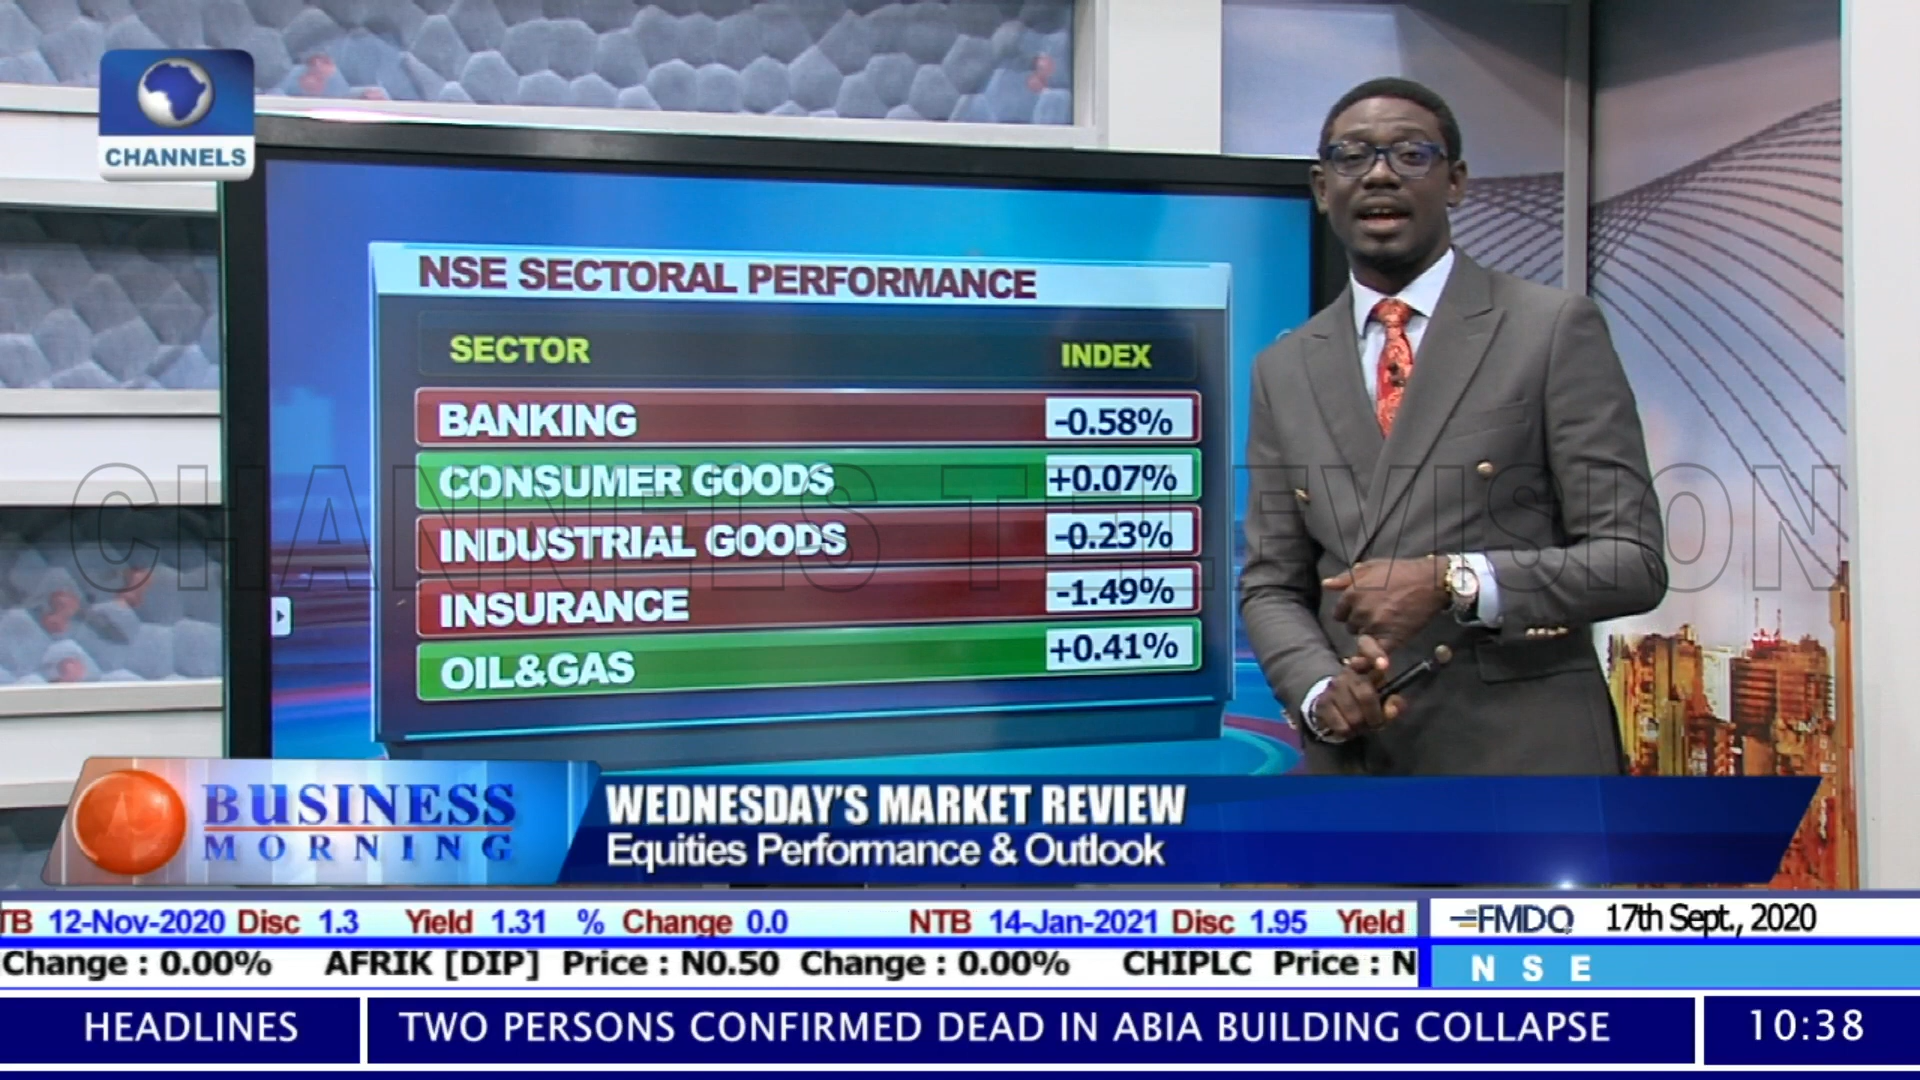 CHANNELS
NSE SECTORAL PERFORMANCE
SECTOR INDEX
BANKING -0.58%
CONSUMER GOODS +0.07%
INDUSTRIAL GOODS -0.23%
INSURANCE -1.49%
OIL&GAS +0.41%
CHANNELS TELEVISION
BUSINESS
MORNING
WEDNESDAY'S MARKET REVIEW
Equities Performance & Outlook
TB 12-Nov-2020 Disc 1.3 Yield 1.31 % Change 0.0 NTB 14-Jan-2021 Disc 1.95 Yield
FMDQ 17th Sept., 2020
Change : 0.00% AFRIK [DIP] Price : N0.50 Change : 0.00% CHIPLC Price : N
NSE
HEADLINES TWO PERSONS CONFIRMED DEAD IN ABIA BUILDING COLLAPSE 10:38